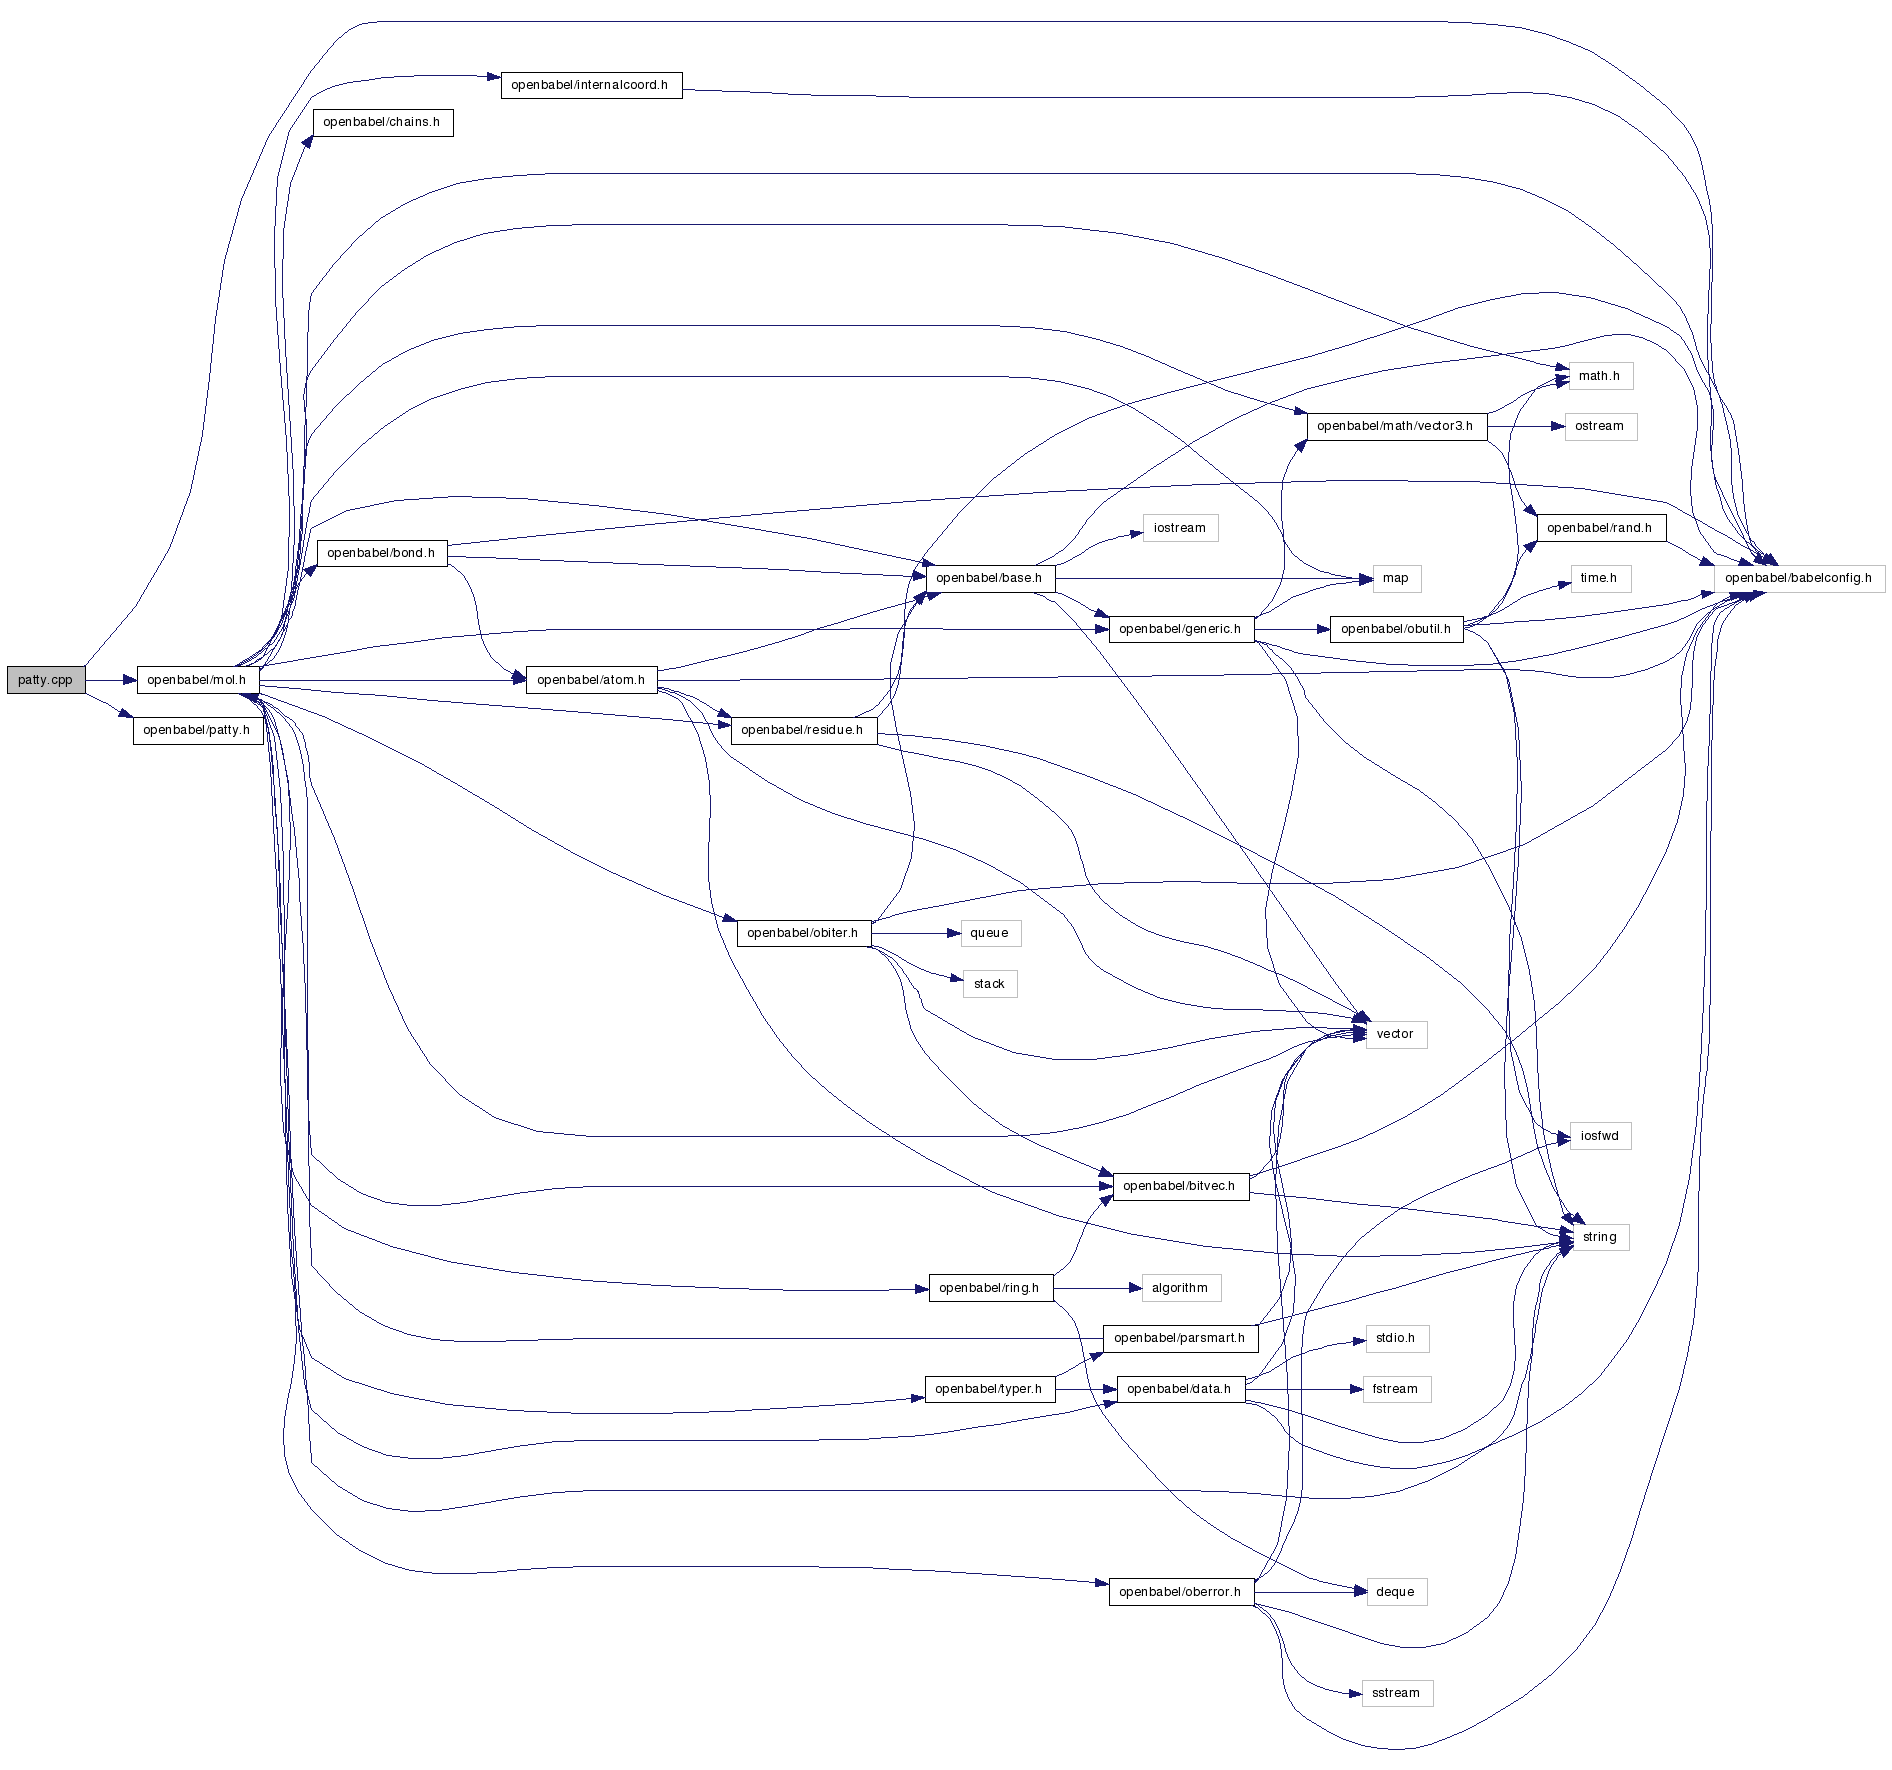 openbabel/internalcoord.h
openbabel/chains.h
math.h
openbabel/math/vector3.h
ostream
iostream
openbabel/rand.h
openbabel/bond.h
openbabel/base.h
map
time.h
openbabel/babelconfig.h
openbabel/generic.h
openbabel/obutil.h
patty.cpp
openbabel/mol.h
openbabel/atom.h
openbabel/patty.h
openbabel/residue.h
openbabel/obiter.h
queue
stack
vector
iosfwd
openbabel/bitvec.h
string
openbabel/ring.h
algorithm
openbabel/parsmart.h
stdio.h
openbabel/typer.h
openbabel/data.h
fstream
openbabel/oberror.h
deque
sstream